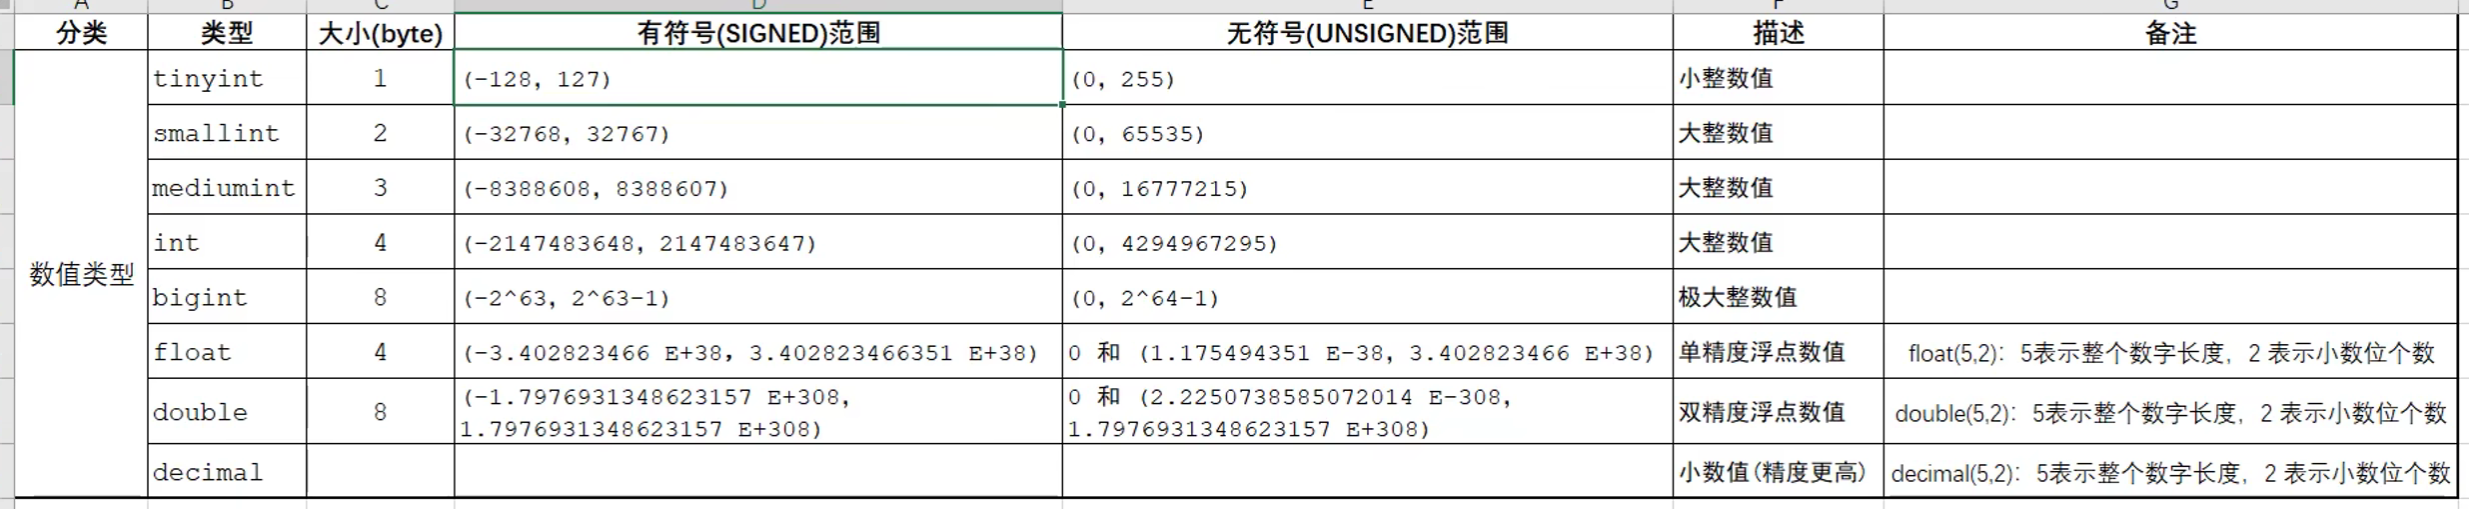 A B C D E F G
分类 类型 大小(byte) 有符号(SIGNED)范围 无符号(UNSIGNED)范围 描述 备注
数值类型
tinyint 1 (-128, 127) (0, 255) 小整数值
smallint 2 (-32768, 32767) (0, 65535) 大整数值
mediumint 3 (-8388608, 8388607) (0, 16777215) 大整数值
int 4 (-2147483648, 2147483647) (0, 4294967295) 大整数值
bigint 8 (-2^63, 2^63-1) (0, 2^64-1) 极大整数值
float 4 (-3.402823466 E+38, 3.402823466351 E+38) 0 和 (1.175494351 E-38, 3.402823466 E+38) 单精度浮点数值 float(5,2)：5表示整个数字长度，2 表示小数位个数
double 8 (-1.7976931348623157 E+308,
1.7976931348623157 E+308) 0 和 (2.2250738585072014 E-308,
1.7976931348623157 E+308) 双精度浮点数值 double(5,2)：5表示整个数字长度，2 表示小数位个数
decimal 小数值(精度更高) decimal(5,2)：5表示整个数字长度，2 表示小数位个数